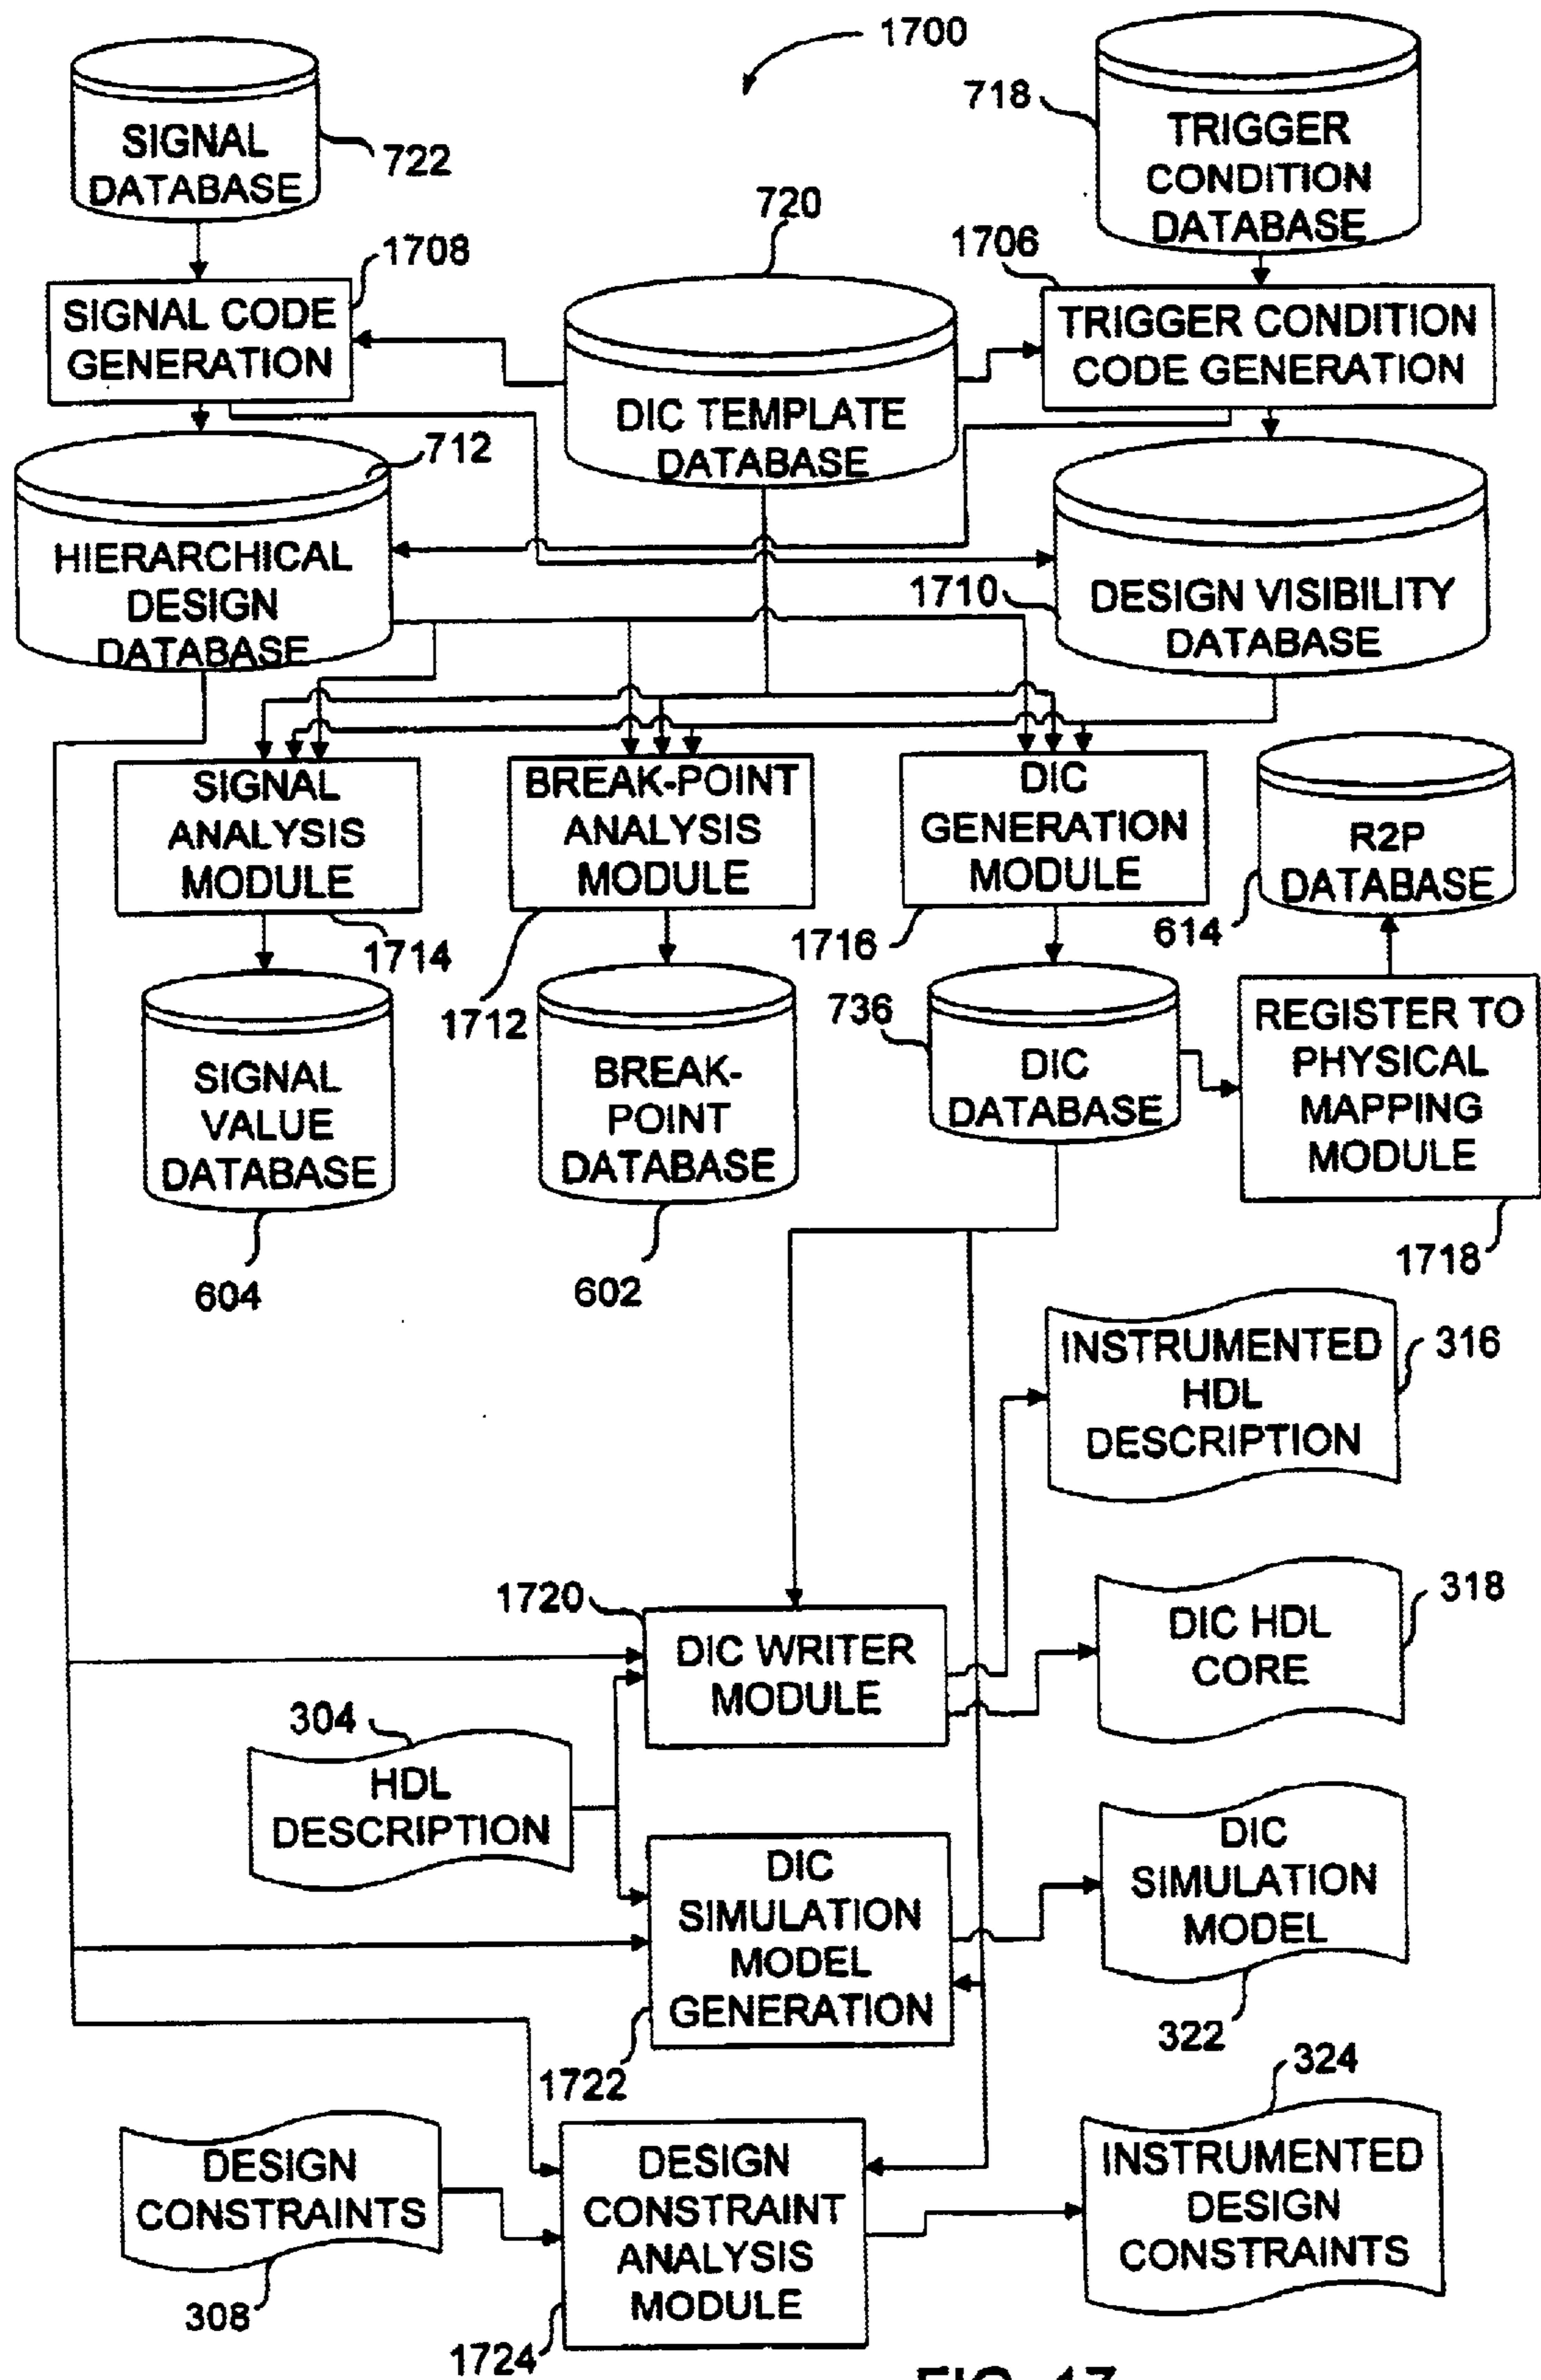 1700
718
SIGNAL
DATABASE
722
TRIGGER
CONDITION
DATABASE
720
1708
1706
SIGNAL CODE
GENERATION
TRIGGER CONDITION
CODE GENERATION
DIC TEMPLATE
DATABASE
712
HIERARCHICAL
DESIGN
DATABASE
1710
DESIGN VISIBILITY
DATABASE
SIGNAL
ANALYSIS
MODULE
BREAK-POINT
ANALYSIS
MODULE
DIC
GENERATION
MODULE
R2P
DATABASE
1714
1712
1716
614
SIGNAL
VALUE
DATABASE
BREAK-
POINT
DATABASE
736
DIC
DATABASE
REGISTER TO
PHYSICAL
MAPPING
MODULE
604
602
1718
INSTRUMENTED
HDL
DESCRIPTION
316
1720
DIC WRITER
MODULE
DIC HDL
CORE
318
304
HDL
DESCRIPTION
DIC
SIMULATION
MODEL
GENERATION
DIC
SIMULATION
MODEL
322
1722
324
DESIGN
CONSTRAINTS
308
DESIGN
CONSTRAINT
ANALYSIS
MODULE
INSTRUMENTED
DESIGN
CONSTRAINTS
1724
FIG. 17